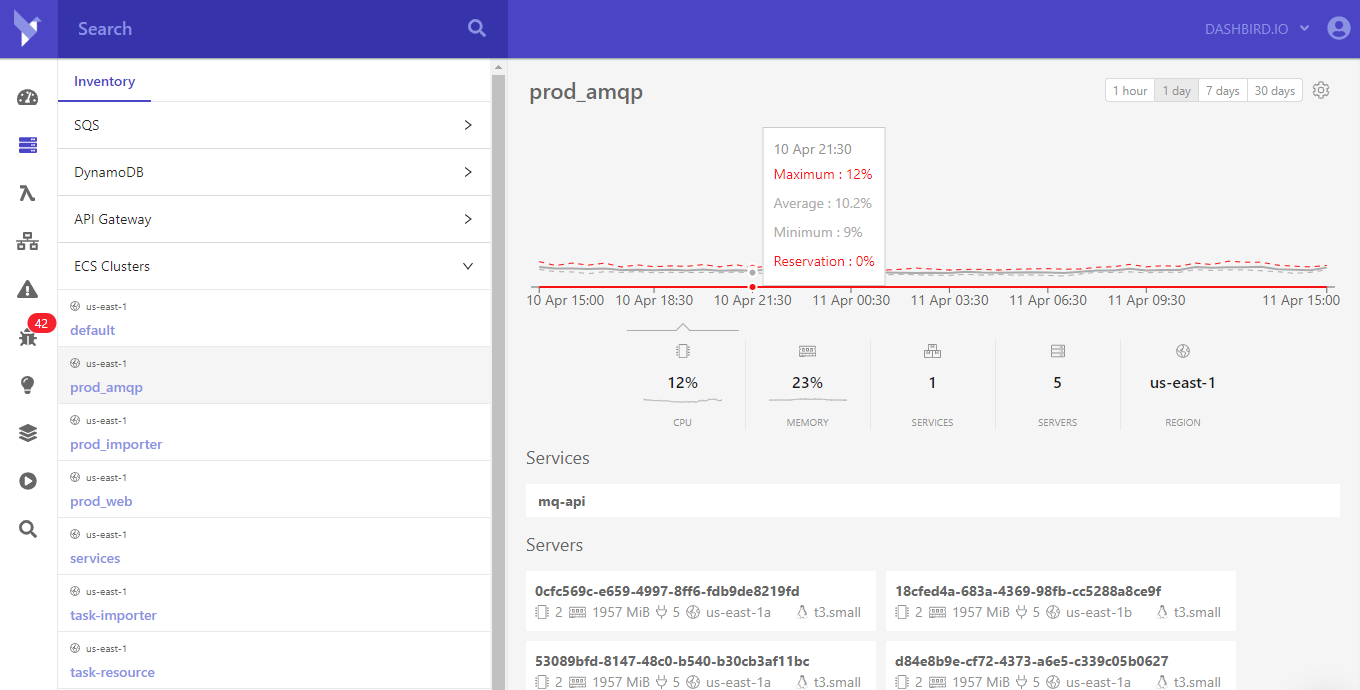 Search
DASHBIRD.IO
42
Inventory
SQS
DynamoDB
API Gateway
ECS Clusters
us-east-1
default
us-east-1
prod_amqp
us-east-1
prod_importer
us-east-1
prod_web
us-east-1
services
us-east-1
task-importer
us-east-1
task-resource
prod_amqp
1 hour 1 day 7 days 30 days
10 Apr 21:30
Maximum : 12%
Average : 10.2%
Minimum : 9%
Reservation : 0%
10 Apr 15:00 10 Apr 18:30 10 Apr 21:30 11 Apr 00:30 11 Apr 03:30 11 Apr 06:30 11 Apr 09:30 11 Apr 15:00
12% 23% 1 5 us-east-1
CPU MEMORY SERVICES SERVERS REGION
Services
mq-api
Servers
0cfc569c-e659-4997-8ff6-fdb9de8219fd
2 1957 MiB 5 us-east-1a t3.small
18cfed4a-683a-4369-98fb-cc5288a8ce9f
2 1957 MiB 5 us-east-1b t3.small
53089bfd-8147-48c0-b540-b30cb3af11bc
2 1957 MiB 5 us-east-1a t3.small
d84e8b9e-cf72-4373-a6e5-c339c05b0627
2 1957 MiB 5 us-east-1a t3.small